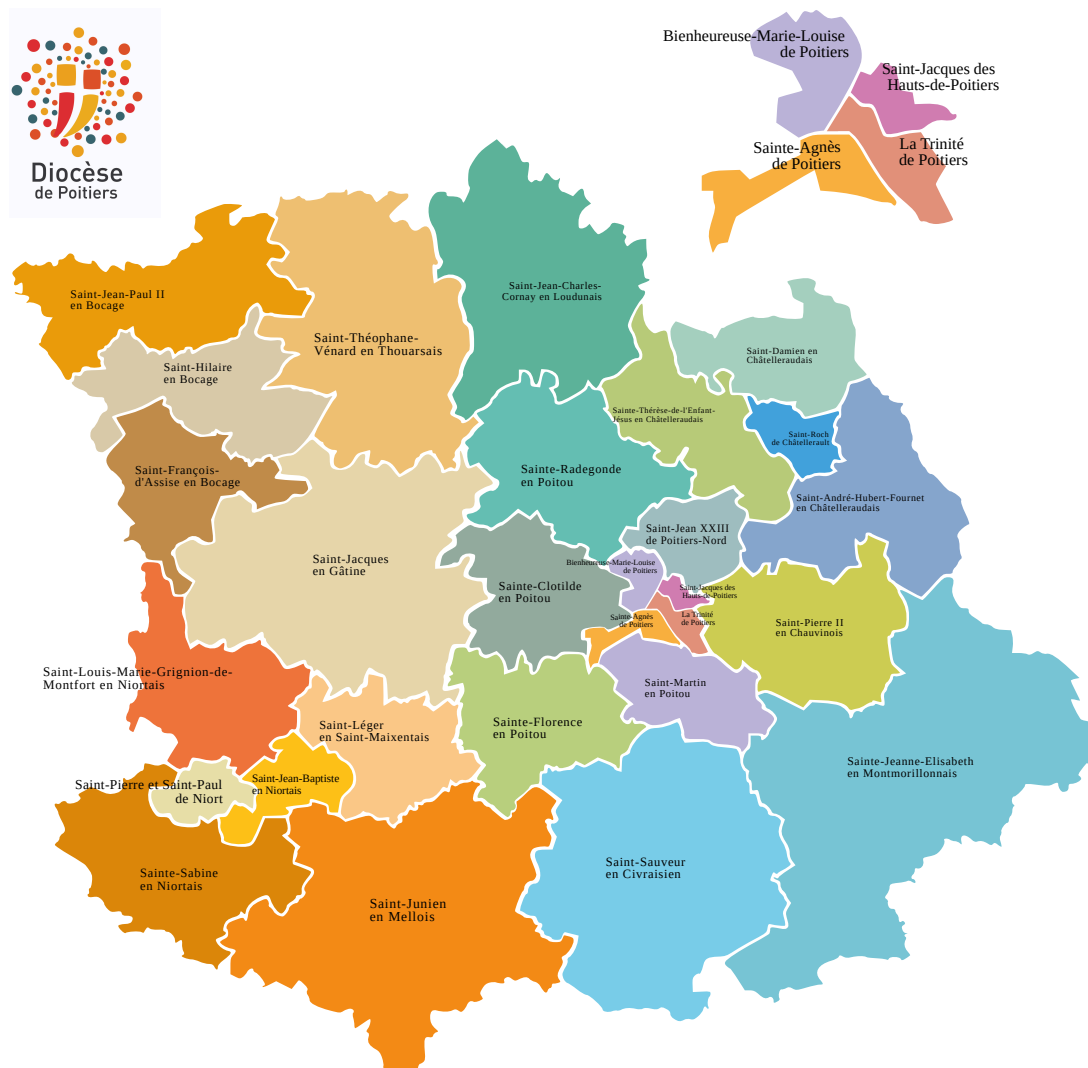 Diocèse
de Poitiers
Bienheureuse-Marie-Louise
de Poitiers
Saint-Jacques des
Hauts-de-Poitiers
Sainte-Agnès
de Poitiers
La Trinité
de Poitiers
Saint-Jean-Paul II
en Bocage
Saint-Jean-Charles-
Cornay en Loudunais
Saint-Théophane-
Vénard en Thouarsais
Saint-Damien en
Châtelleraudais
Saint-Hilaire
en Bocage
Sainte-Thérèse-de-l'Enfant-
Jésus en Châtelleraudais
Saint-Roch
de Châtellerault
Saint-François-
d'Assise en Bocage
Sainte-Radegonde
en Poitou
Saint-André-Hubert-Fournet
en Châtelleraudais
Saint-Jean XXIII
de Poitiers-Nord
Saint-Jacques
en Gâtine
Bienheureuse-Marie-Louise
de Poitiers
Sainte-Clotilde
en Poitou
Saint-Jacques des
Hauts-de-Poitiers
Sainte-Agnès
de Poitiers
La Trinité
de Poitiers
Saint-Pierre II
en Chauvinois
Saint-Louis-Marie-Grignion-de-
Montfort en Niortais
Saint-Martin
en Poitou
Saint-Léger
en Saint-Maixentais
Sainte-Florence
en Poitou
Sainte-Jeanne-Elisabeth
en Montmorillonnais
Saint-Pierre et Saint-Paul
de Niort
Saint-Jean-Baptiste
en Niortais
Sainte-Sabine
en Niortais
Saint-Sauveur
en Civraisien
Saint-Junien
en Mellois